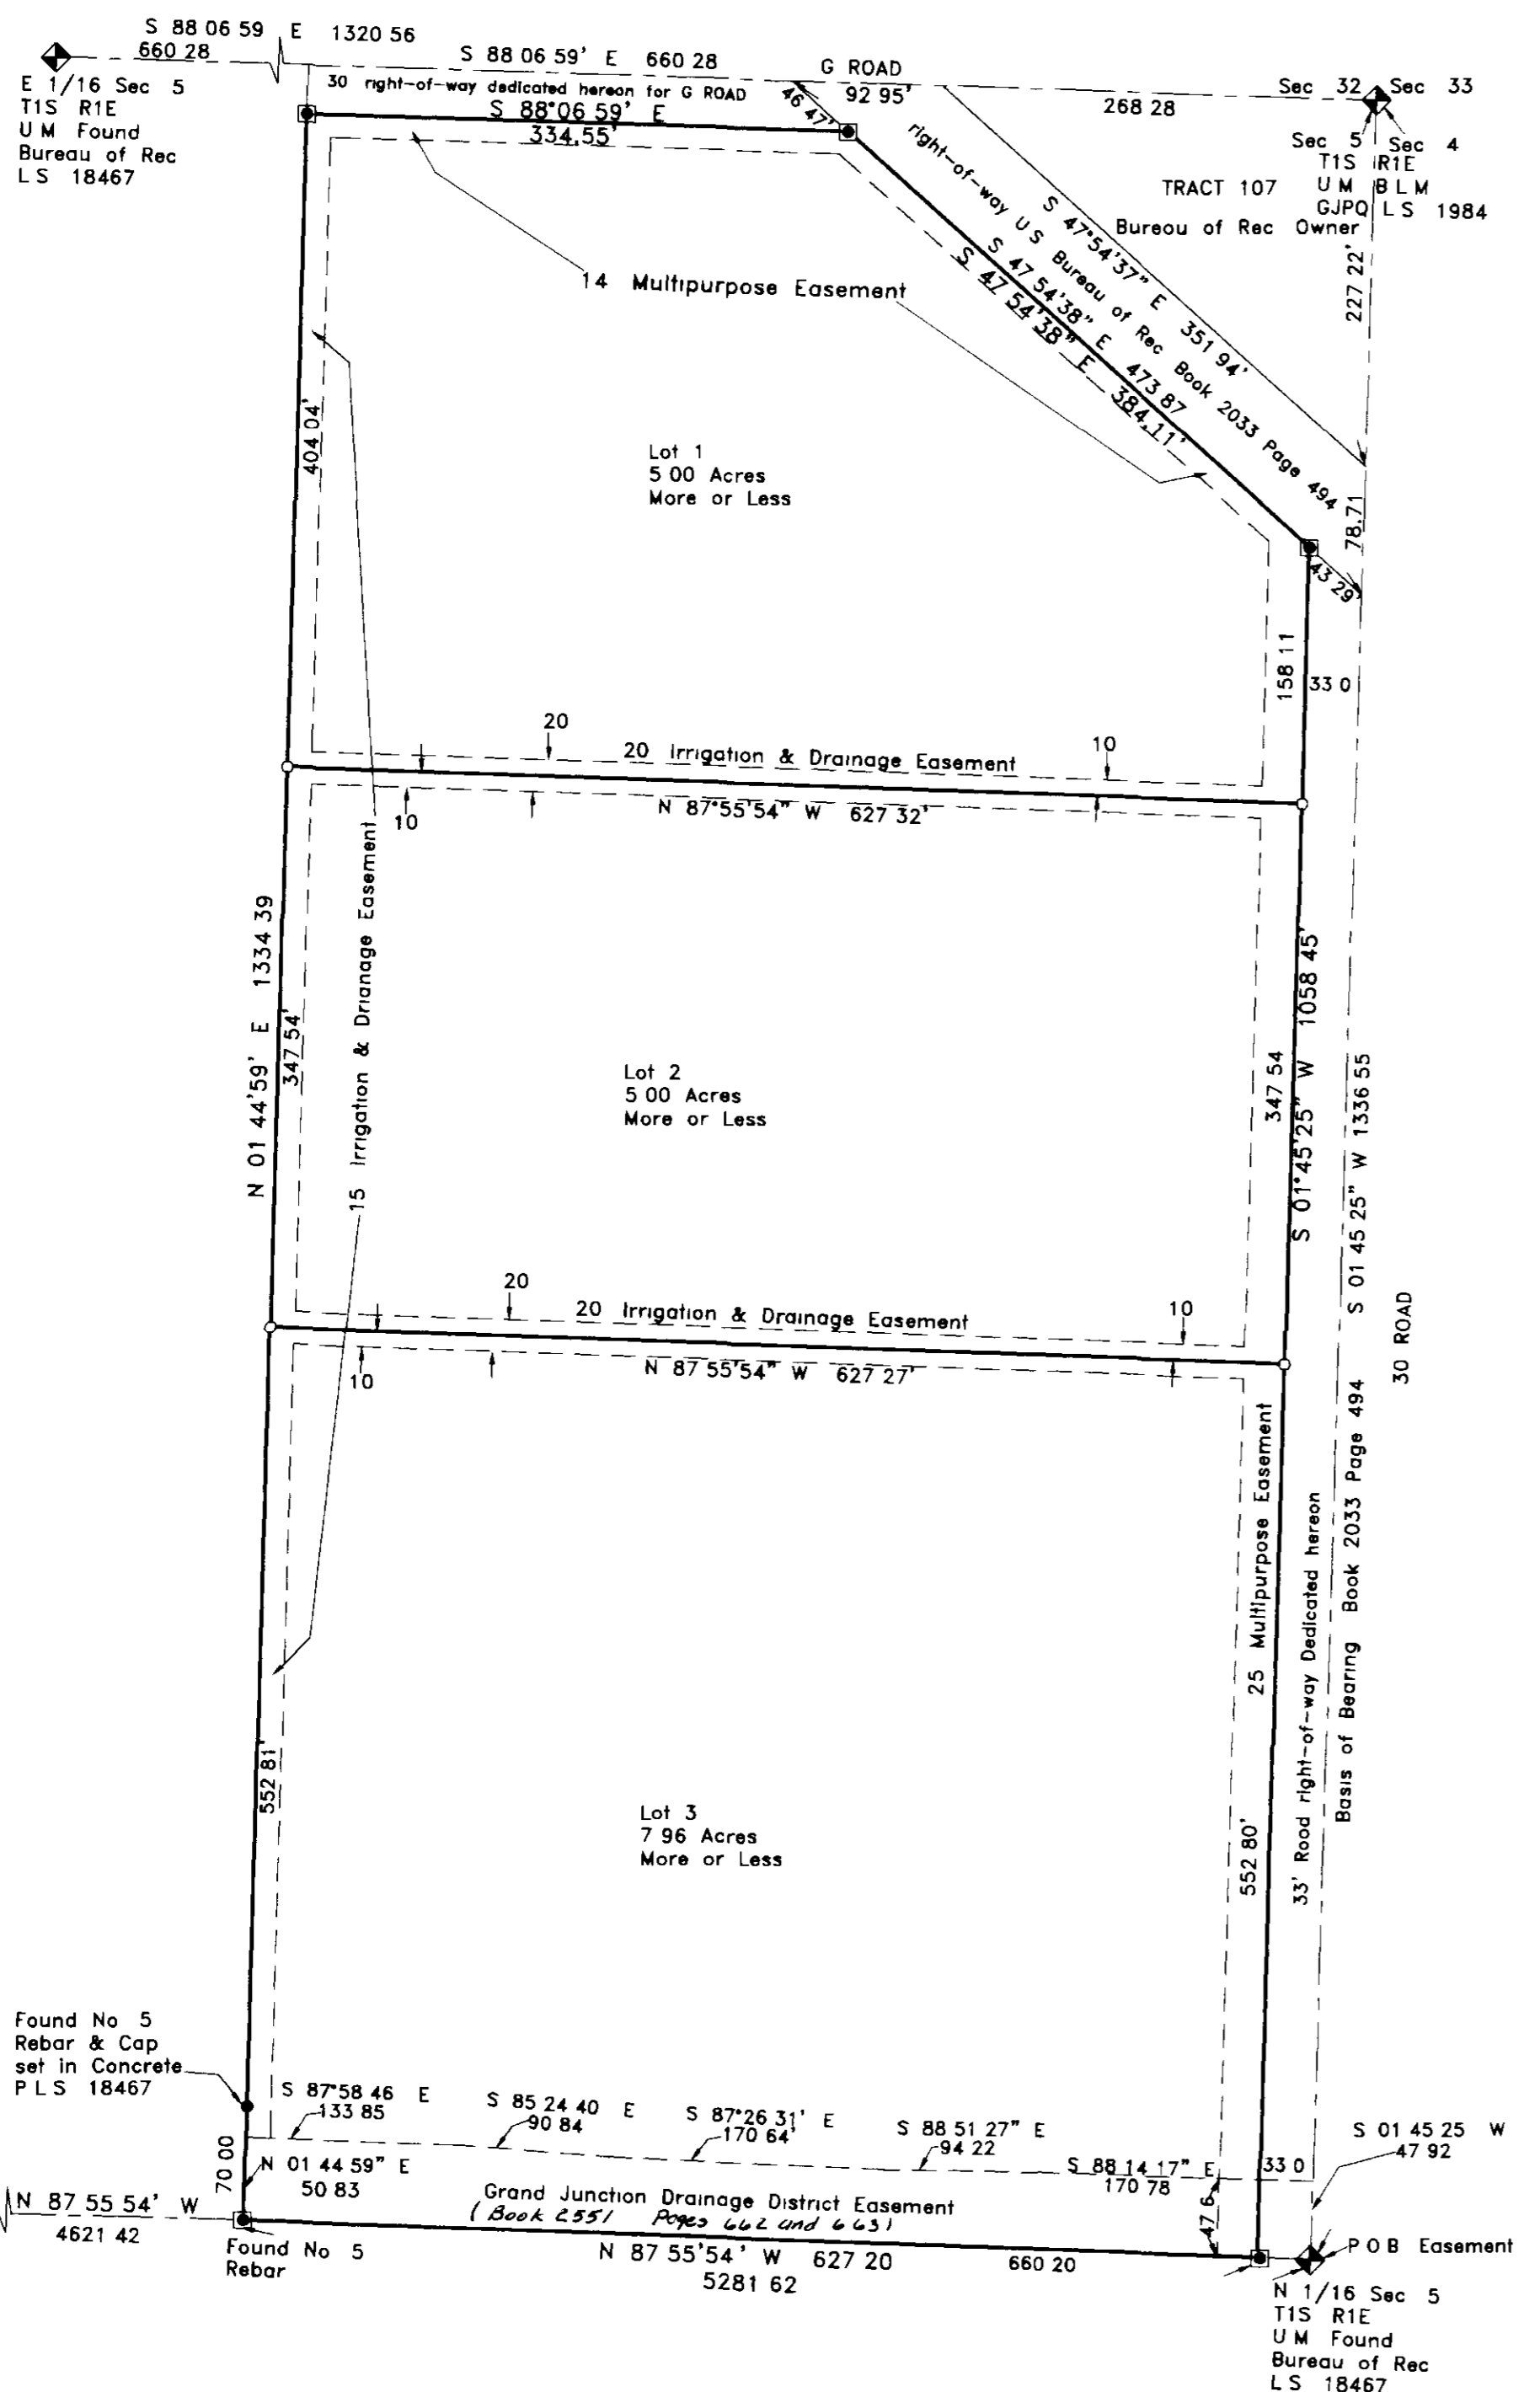 S 88 06 59 E 1320 56
660 28
S 88 06 59' E 660 28
G ROAD
92 95'
268 28
Sec 32 Sec 33
E 1/16 Sec 5
T1S R1E
U M Found
Bureau of Rec
LS 18467
30 right-of-way dedicated hereon for G ROAD
S 88°06 59' E
334.55'
46 47'
Sec 5 Sec 4
T1S R1E
U M BLM
GJPQ LS 1984
TRACT 107
Bureau of Rec Owner
227 22'
right-of-way US Bureau of Rec Book 2033 Page 494
S 47°54'37" E 351 94'
S 47 54'38" E 473 87
S 47 54'38" E 384.11'
14 Multipurpose Easement
404 04'
Lot 1
5 00 Acres
More or Less
78.71
43 29'
158 11
33 0
20
20 Irrigation & Drainage Easement
10
10
N 87°55'54" W 627 32'
N 01 44'59' E 1334 39
347 54'
15 Irrigation & Drianage Easement
Lot 2
5 00 Acres
More or Less
347 54
S 01°45'25" W 1058 45'
S 01 45 25" W 1336 55
30 ROAD
20
20 Irrigation & Drainage Easement
10
10
N 87 55'54" W 627 27'
25 Multipurpose Easement
33' Road right-of-way Dedicated hereon
Basis of Bearing Book 2033 Page 494
552 81'
Lot 3
7 96 Acres
More or Less
552 80'
Found No 5
Rebar & Cap
set in Concrete
PLS 18467
S 87°58 46 E
133 85
S 85 24 40 E
90 84
S 87°26 31' E
170 64'
S 88 51 27" E
94 22
S 88 14 17" E
170 78
33 0
S 01 45 25 W
47 92
70 00
N 01 44 59" E
50 83
47 6
N 87 55 54' W
4621 42
Grand Junction Drainage District Easement
(Book 2551 Pages 662 and 663)
Found No 5
Rebar
N 87 55'54' W 627 20
660 20
5281 62
P O B Easement
N 1/16 Sec 5
T1S R1E
U M Found
Bureau of Rec
LS 18467